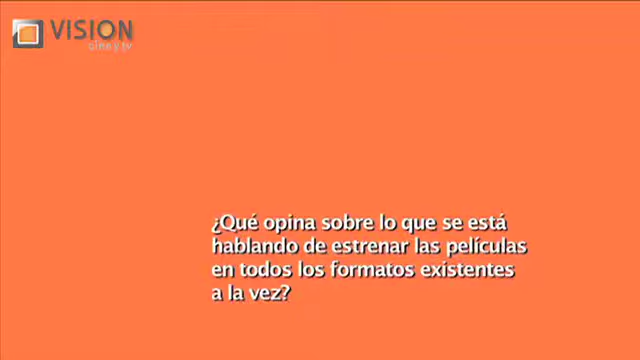 VISION
cine y tv
¿Qué opina sobre lo que se está
hablando de estrenar las películas
en todos los formatos existentes
a la vez?